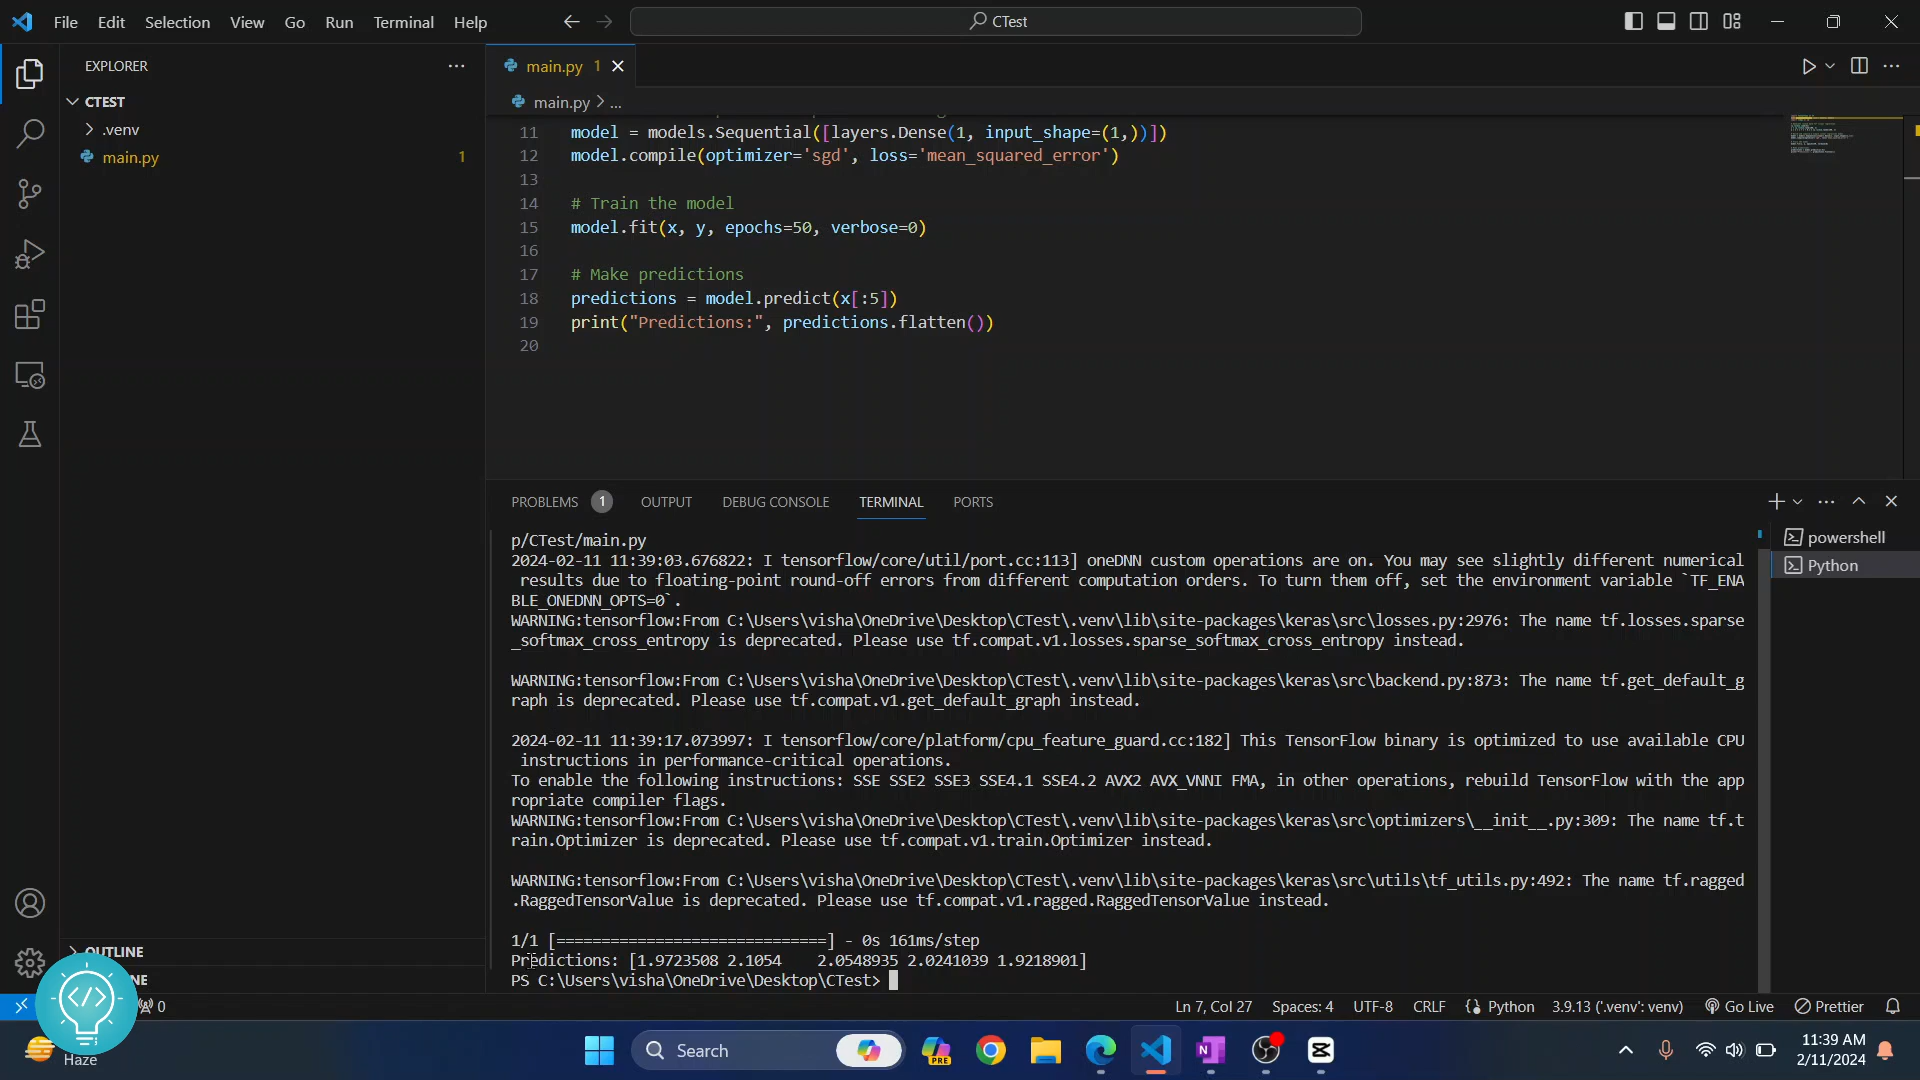 File Edit Selection View Go Run Terminal Help
CTest
EXPLORER
CTEST
.venv
main.py 1
main.py 1
main.py > ...
11 model = models.Sequential([layers.Dense(1, input_shape=(1,))])
12 model.compile(optimizer='sgd', loss='mean_squared_error')
13
14 # Train the model
15 model.fit(x, y, epochs=50, verbose=0)
16
17 # Make predictions
18 predictions = model.predict(x[:5])
19 print("Predictions:", predictions.flatten())
20
PROBLEMS 1 OUTPUT DEBUG CONSOLE TERMINAL PORTS
powershell
Python
p/CTest/main.py
2024-02-11 11:39:03.676822: I tensorflow/core/util/port.cc:113] oneDNN custom operations are on. You may see slightly different numerical
results due to floating-point round-off errors from different computation orders. To turn them off, set the environment variable `TF_ENA
BLE_ONEDNN_OPTS=0`.
WARNING:tensorflow:From C:\Users\visha\OneDrive\Desktop\CTest\.venv\lib\site-packages\keras\src\losses.py:2976: The name tf.losses.sparse
_softmax_cross_entropy is deprecated. Please use tf.compat.v1.losses.sparse_softmax_cross_entropy instead.
WARNING:tensorflow:From C:\Users\visha\OneDrive\Desktop\CTest\.venv\lib\site-packages\keras\src\backend.py:873: The name tf.get_default_g
raph is deprecated. Please use tf.compat.v1.get_default_graph instead.
2024-02-11 11:39:17.073997: I tensorflow/core/platform/cpu_feature_guard.cc:182] This TensorFlow binary is optimized to use available CPU
instructions in performance-critical operations.
To enable the following instructions: SSE SSE2 SSE3 SSE4.1 SSE4.2 AVX2 AVX_VNNI FMA, in other operations, rebuild TensorFlow with the app
ropriate compiler flags.
WARNING:tensorflow:From C:\Users\visha\OneDrive\Desktop\CTest\.venv\lib\site-packages\keras\src\optimizers\__init__.py:309: The name tf.t
rain.Optimizer is deprecated. Please use tf.compat.v1.train.Optimizer instead.
WARNING:tensorflow:From C:\Users\visha\OneDrive\Desktop\CTest\.venv\lib\site-packages\keras\src\utils\tf_utils.py:492: The name tf.ragged
.RaggedTensorValue is deprecated. Please use tf.compat.v1.ragged.RaggedTensorValue instead.
1/1 [==============================] - 0s 161ms/step
Predictions: [1.9723508 2.1054    2.0548935 2.0241039 1.9218901]
PS C:\Users\visha\OneDrive\Desktop\CTest>
OUTLINE
NE
0
Ln 7, Col 27 Spaces: 4 UTF-8 CRLF Python 3.9.13 ('.venv': venv) Go Live Prettier
Haze
Search
PRE
11:39 AM
2/11/2024